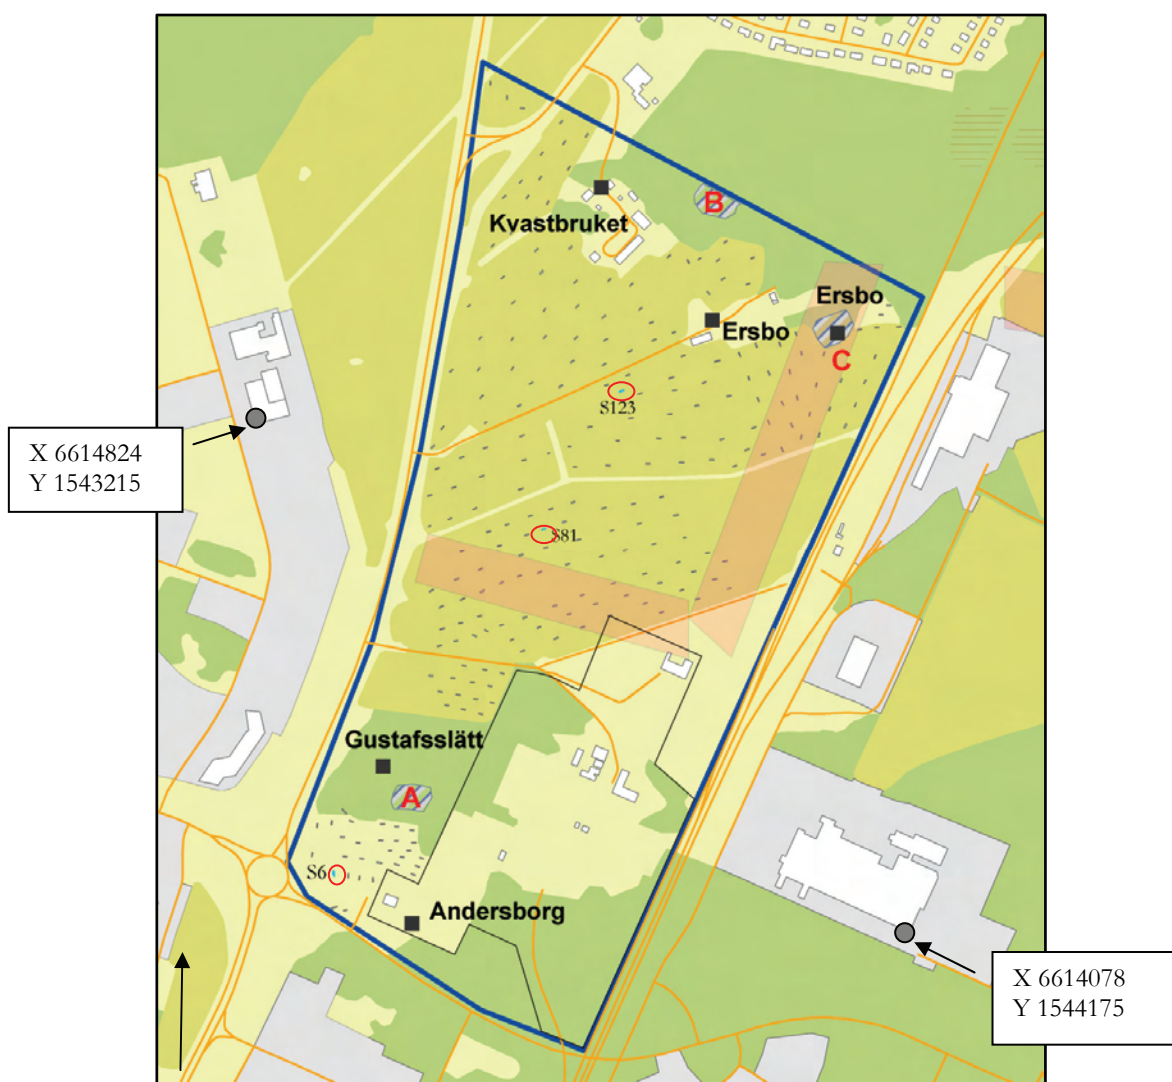 B
Kvastbruket
Ersbo
Ersbo
C
S123
X 6614824
Y 1543215
S81
Gustafsslätt
A
S6
Andersborg
X 6614078
Y 1544175